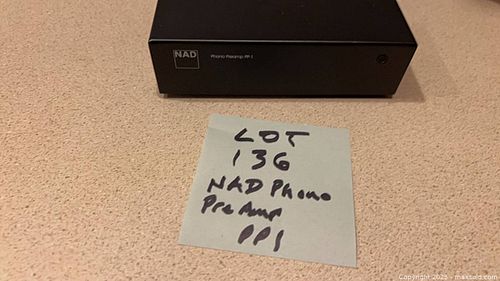 NAD
Phono Preamp PP 1
LOT
136
NAD Phono
Pre Amp
PP1
Copyright 2025 - maxsold.com